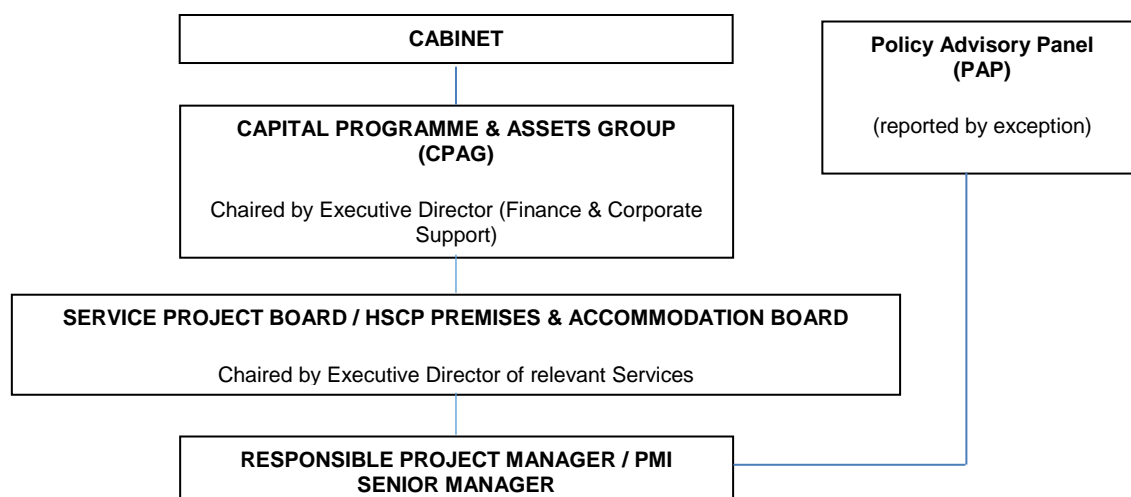 CABINET
CAPITAL PROGRAMME & ASSETS GROUP
(CPAG)
Chaired by Executive Director (Finance & Corporate
Support)
SERVICE PROJECT BOARD / HSCP PREMISES & ACCOMMODATION BOARD
Chaired by Executive Director of relevant Services
RESPONSIBLE PROJECT MANAGER / PMI
SENIOR MANAGER
Policy Advisory Panel
(PAP)
(reported by exception)